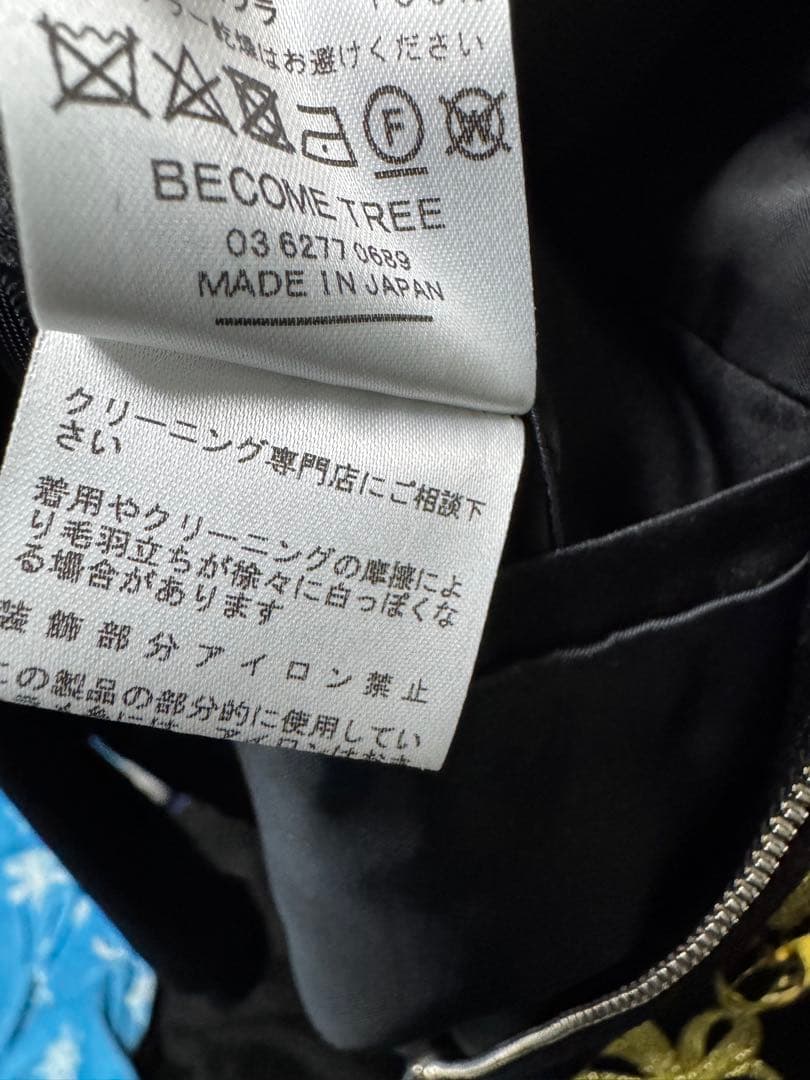 ー乾燥はお避けください
F W
BECOME TREE
03 6277 0689
MADE IN JAPAN
クリーニング専門店にご相談下
さい
着用やクリーニングの摩擦によ
り毛羽立ちが徐々に白っぽくな
る場合があります
装飾部分アイロン禁止
この製品の部分的に使用してい